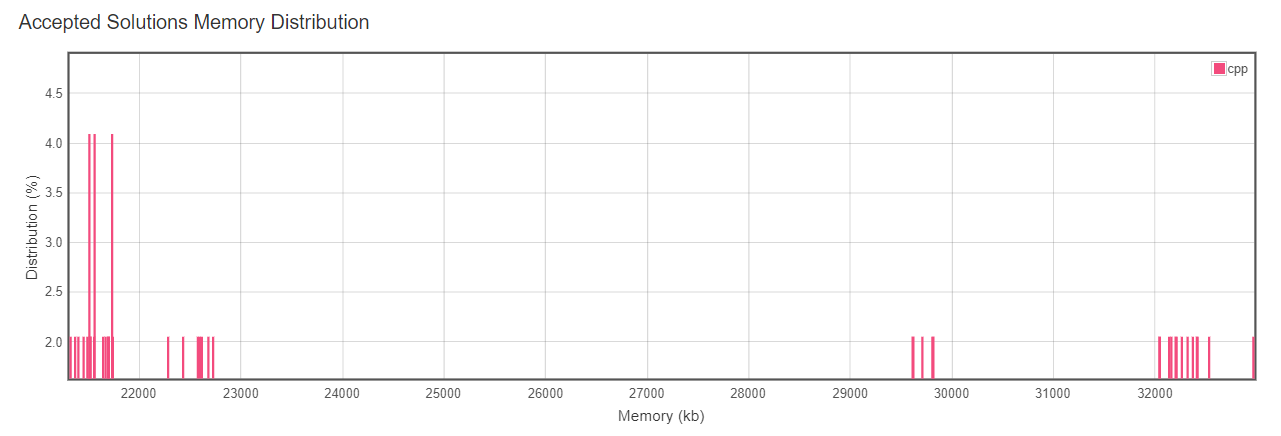 Accepted Solutions Memory Distribution
cpp
Distribution (%)
4.5
4.0
3.5
3.0
2.5
2.0
22000 23000 24000 25000 26000 27000 28000 29000 30000 31000 32000
Memory (kb)